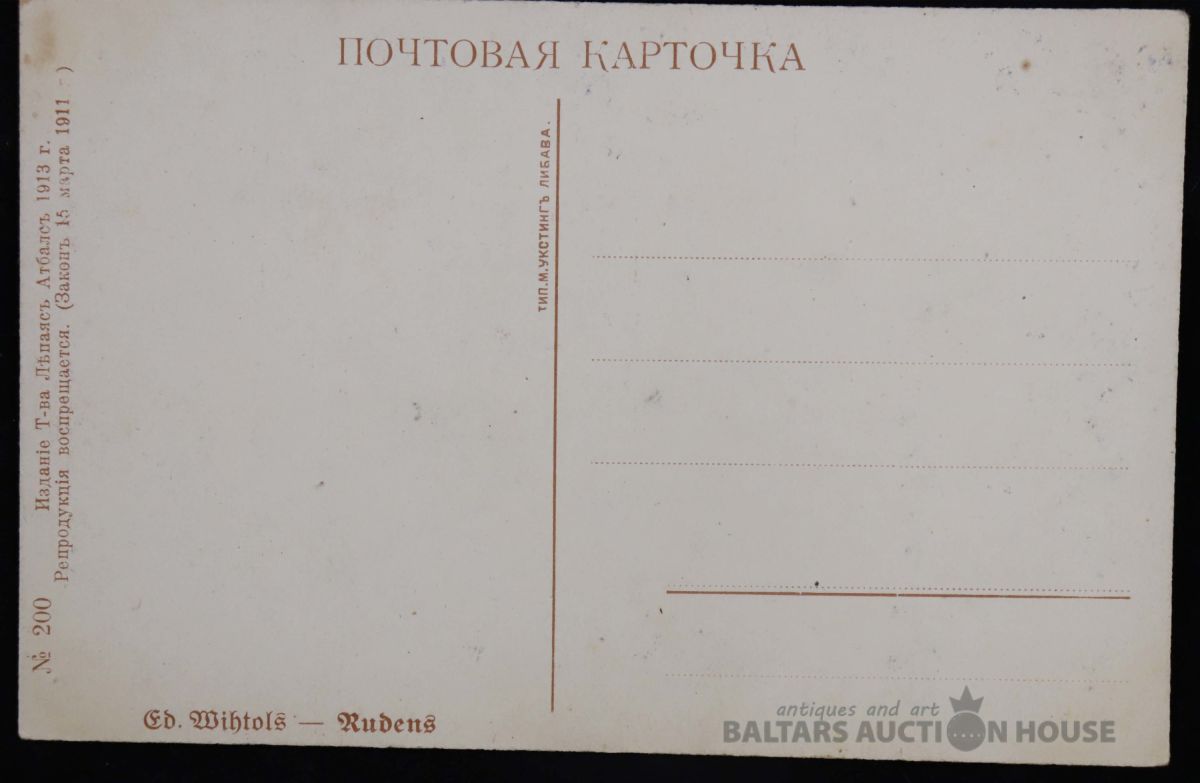 ПОЧТОВАЯ КАРТОЧКА
№ 200
Изданіе Т-ва Лѣпаясъ Атбалсъ 1913 г.
Репродукція воспрещается. (Законъ 15 марта 1911 г.)
ТИП.М.УКСТИНГЪ ЛИБАВА.
Ed. Wihtols — Rudens
antiques and art
BALTARS AUCTION HOUSE